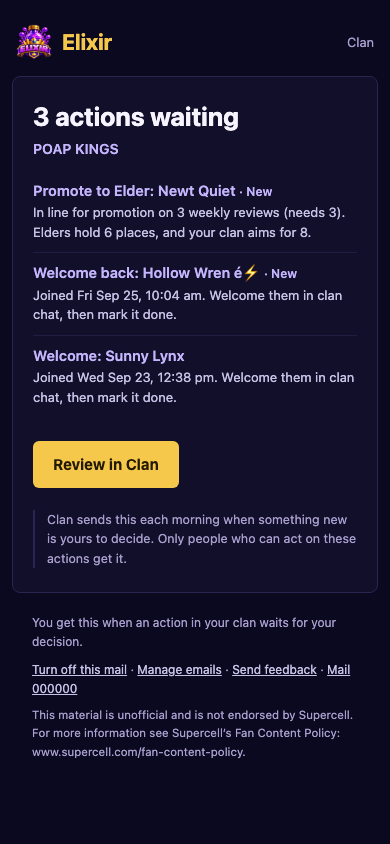 ELIXIR
Elixir
Clan
3 actions waiting
POAP KINGS
Promote to Elder: Newt Quiet · New
In line for promotion on 3 weekly reviews (needs 3).
Elders hold 6 places, and your clan aims for 8.
Welcome back: Hollow Wren é⚡ · New
Joined Fri Sep 25, 10:04 am. Welcome them in clan
chat, then mark it done.
Welcome: Sunny Lynx
Joined Wed Sep 23, 12:38 pm. Welcome them in clan
chat, then mark it done.
Review in Clan
Clan sends this each morning when something new
is yours to decide. Only people who can act on these
actions get it.
You get this when an action in your clan waits for your
decision.
Turn off this mail · Manage emails · Send feedback · Mail
000000
This material is unofficial and is not endorsed by Supercell.
For more information see Supercell's Fan Content Policy:
www.supercell.com/fan-content-policy.